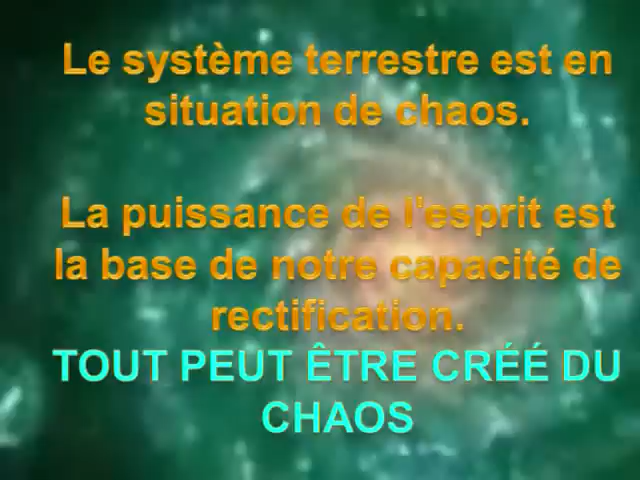 Le système terrestre est en
situation de chaos.
La puissance de l'esprit est
la base de notre capacité de
rectification.
TOUT PEUT ÊTRE CRÉÉ DU
CHAOS